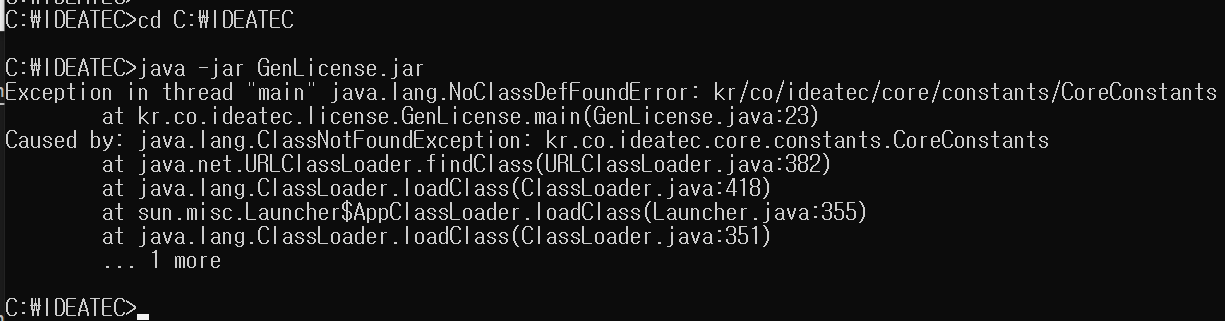 C:₩IDEATEC>cd C:₩IDEATEC
C:₩IDEATEC>java -jar GenLicense.jar
Exception in thread "main" java.lang.NoClassDefFoundError: kr/co/ideatec/core/constants/CoreConstants
        at kr.co.ideatec.license.GenLicense.main(GenLicense.java:23)
Caused by: java.lang.ClassNotFoundException: kr.co.ideatec.core.constants.CoreConstants
        at java.net.URLClassLoader.findClass(URLClassLoader.java:382)
        at java.lang.ClassLoader.loadClass(ClassLoader.java:418)
        at sun.misc.Launcher$AppClassLoader.loadClass(Launcher.java:355)
        at java.lang.ClassLoader.loadClass(ClassLoader.java:351)
        ... 1 more
C:₩IDEATEC>